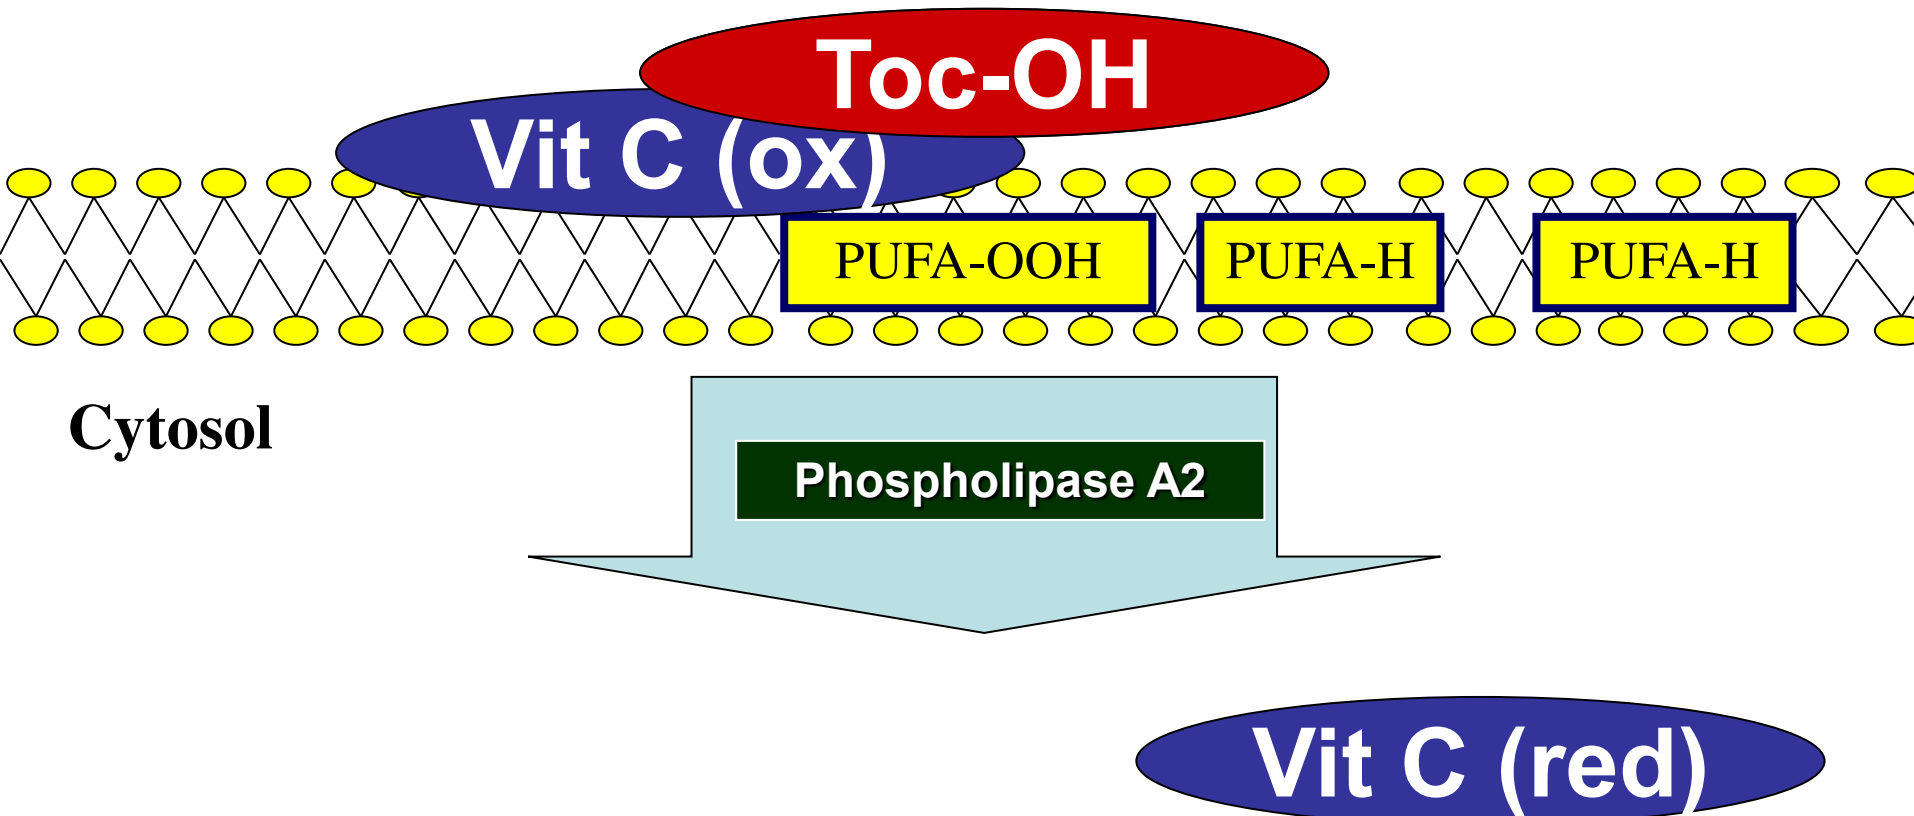 Toc-OH
Vit C (ox)
PUFA-OOH
PUFA-H
PUFA-H
Cytosol
Phospholipase A2
Vit C (red)